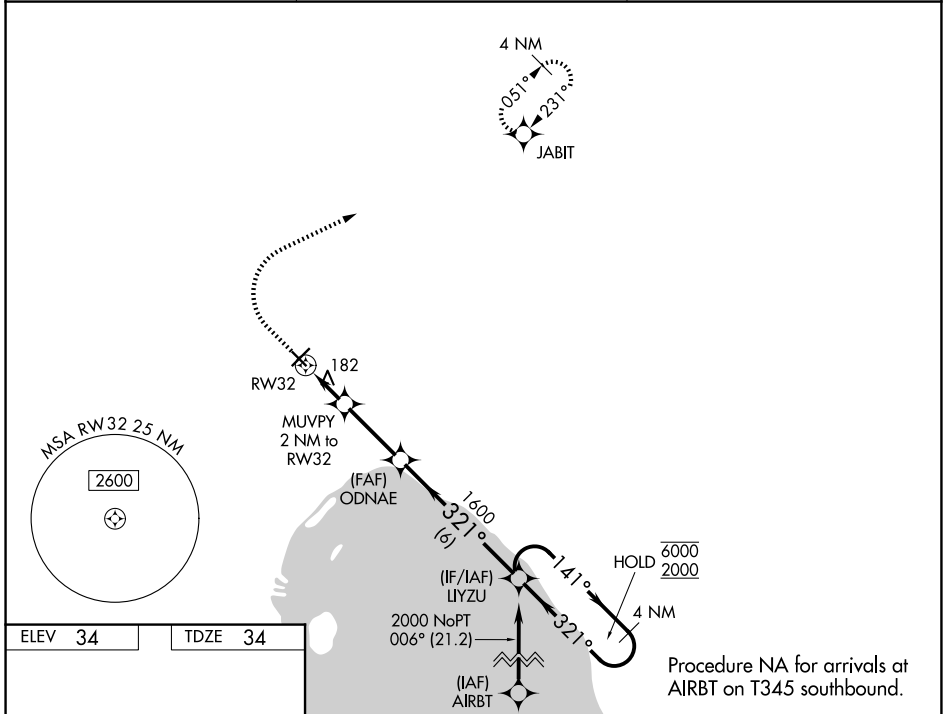 4 NM
051°
231°
JABIT
182
RW32
MUVPY
2 NM to
RW32
MSA RW32 25 NM
2600
(FAF)
ODNAE
1600
321°
(6)
(IF/IAF)
LIYZU
141°
HOLD 6000
2000
4 NM
321°
2000 NoPT
006° (21.2)
(IAF)
AIRBT
ELEV 34 TDZE 34
Procedure NA for arrivals at
AIRBT on T345 southbound.